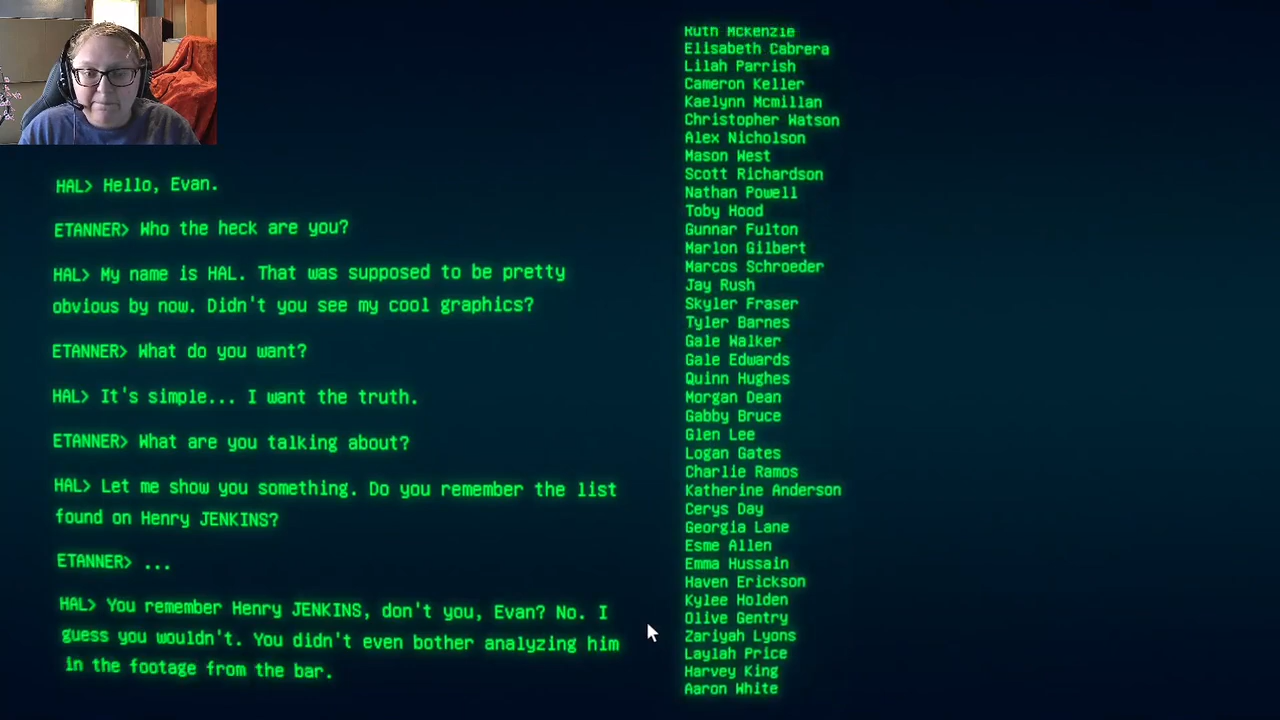 HAL> Hello, Evan.
ETANNER> Who the heck are you?
HAL> My name is HAL. That was supposed to be pretty
obvious by now. Didn't you see my cool graphics?
ETANNER> What do you want?
HAL> It's simple... I want the truth.
ETANNER> What are you talking about?
HAL> Let me show you something. Do you remember the list
found on Henry JENKINS?
ETANNER> ...
HAL> You remember Henry JENKINS, don't you, Evan? No. I
guess you wouldn't. You didn't even bother analyzing him
in the footage from the bar.
Ruth Mckenzie
Elisabeth Cabrera
Lilah Parrish
Cameron Keller
Kaelynn Mcmillan
Christopher Watson
Alex Nicholson
Mason West
Scott Richardson
Nathan Powell
Toby Hood
Gunnar Fulton
Marlon Gilbert
Marcos Schroeder
Jay Rush
Skyler Fraser
Tyler Barnes
Gale Walker
Gale Edwards
Quinn Hughes
Morgan Dean
Gabby Bruce
Glen Lee
Logan Gates
Charlie Ramos
Katherine Anderson
Cerys Day
Georgia Lane
Esme Allen
Emma Hussain
Haven Erickson
Kylee Holden
Olive Gentry
Zariyah Lyons
Laylah Price
Harvey King
Aaron White